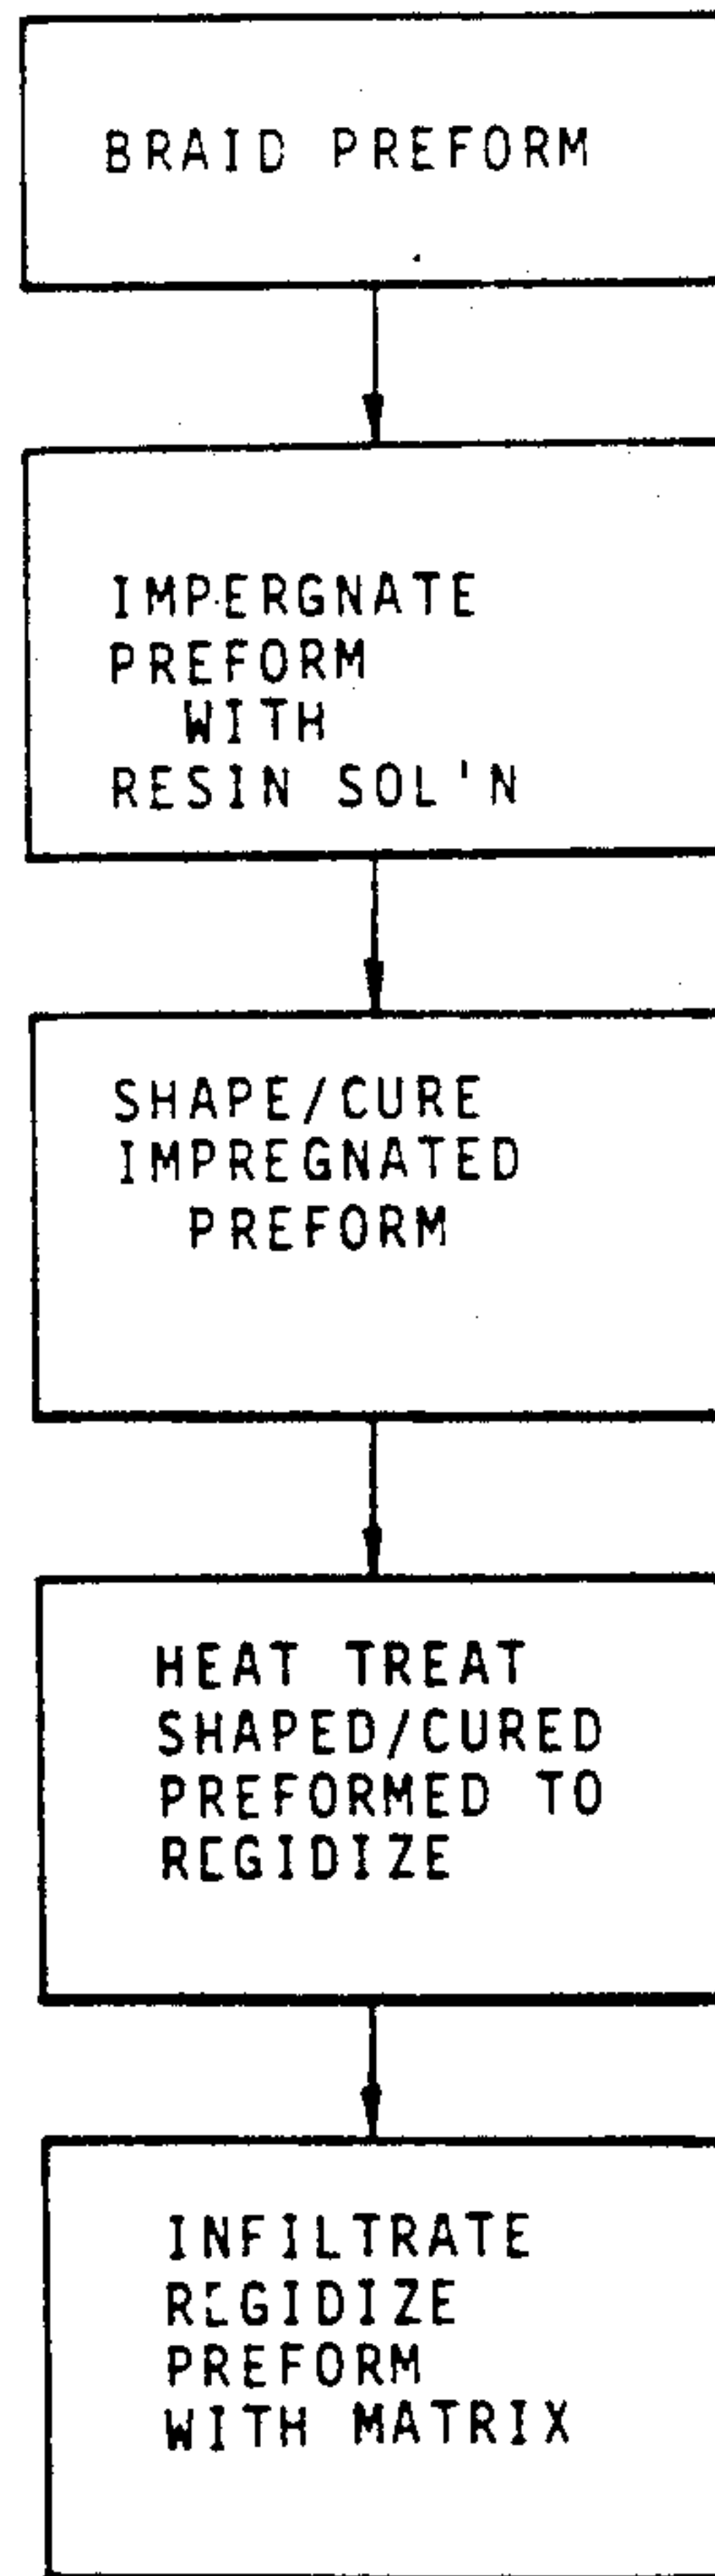 BRAID PREFORM
IMPERGNATE
PREFORM
WITH
RESIN SOL'N
SHAPE/CURE
IMPREGNATED
PREFORM
HEAT TREAT
SHAPED/CURED
PREFORMED TO
REGIDIZE
INFILTRATE
REGIDIZE
PREFORM
WITH MATRIX